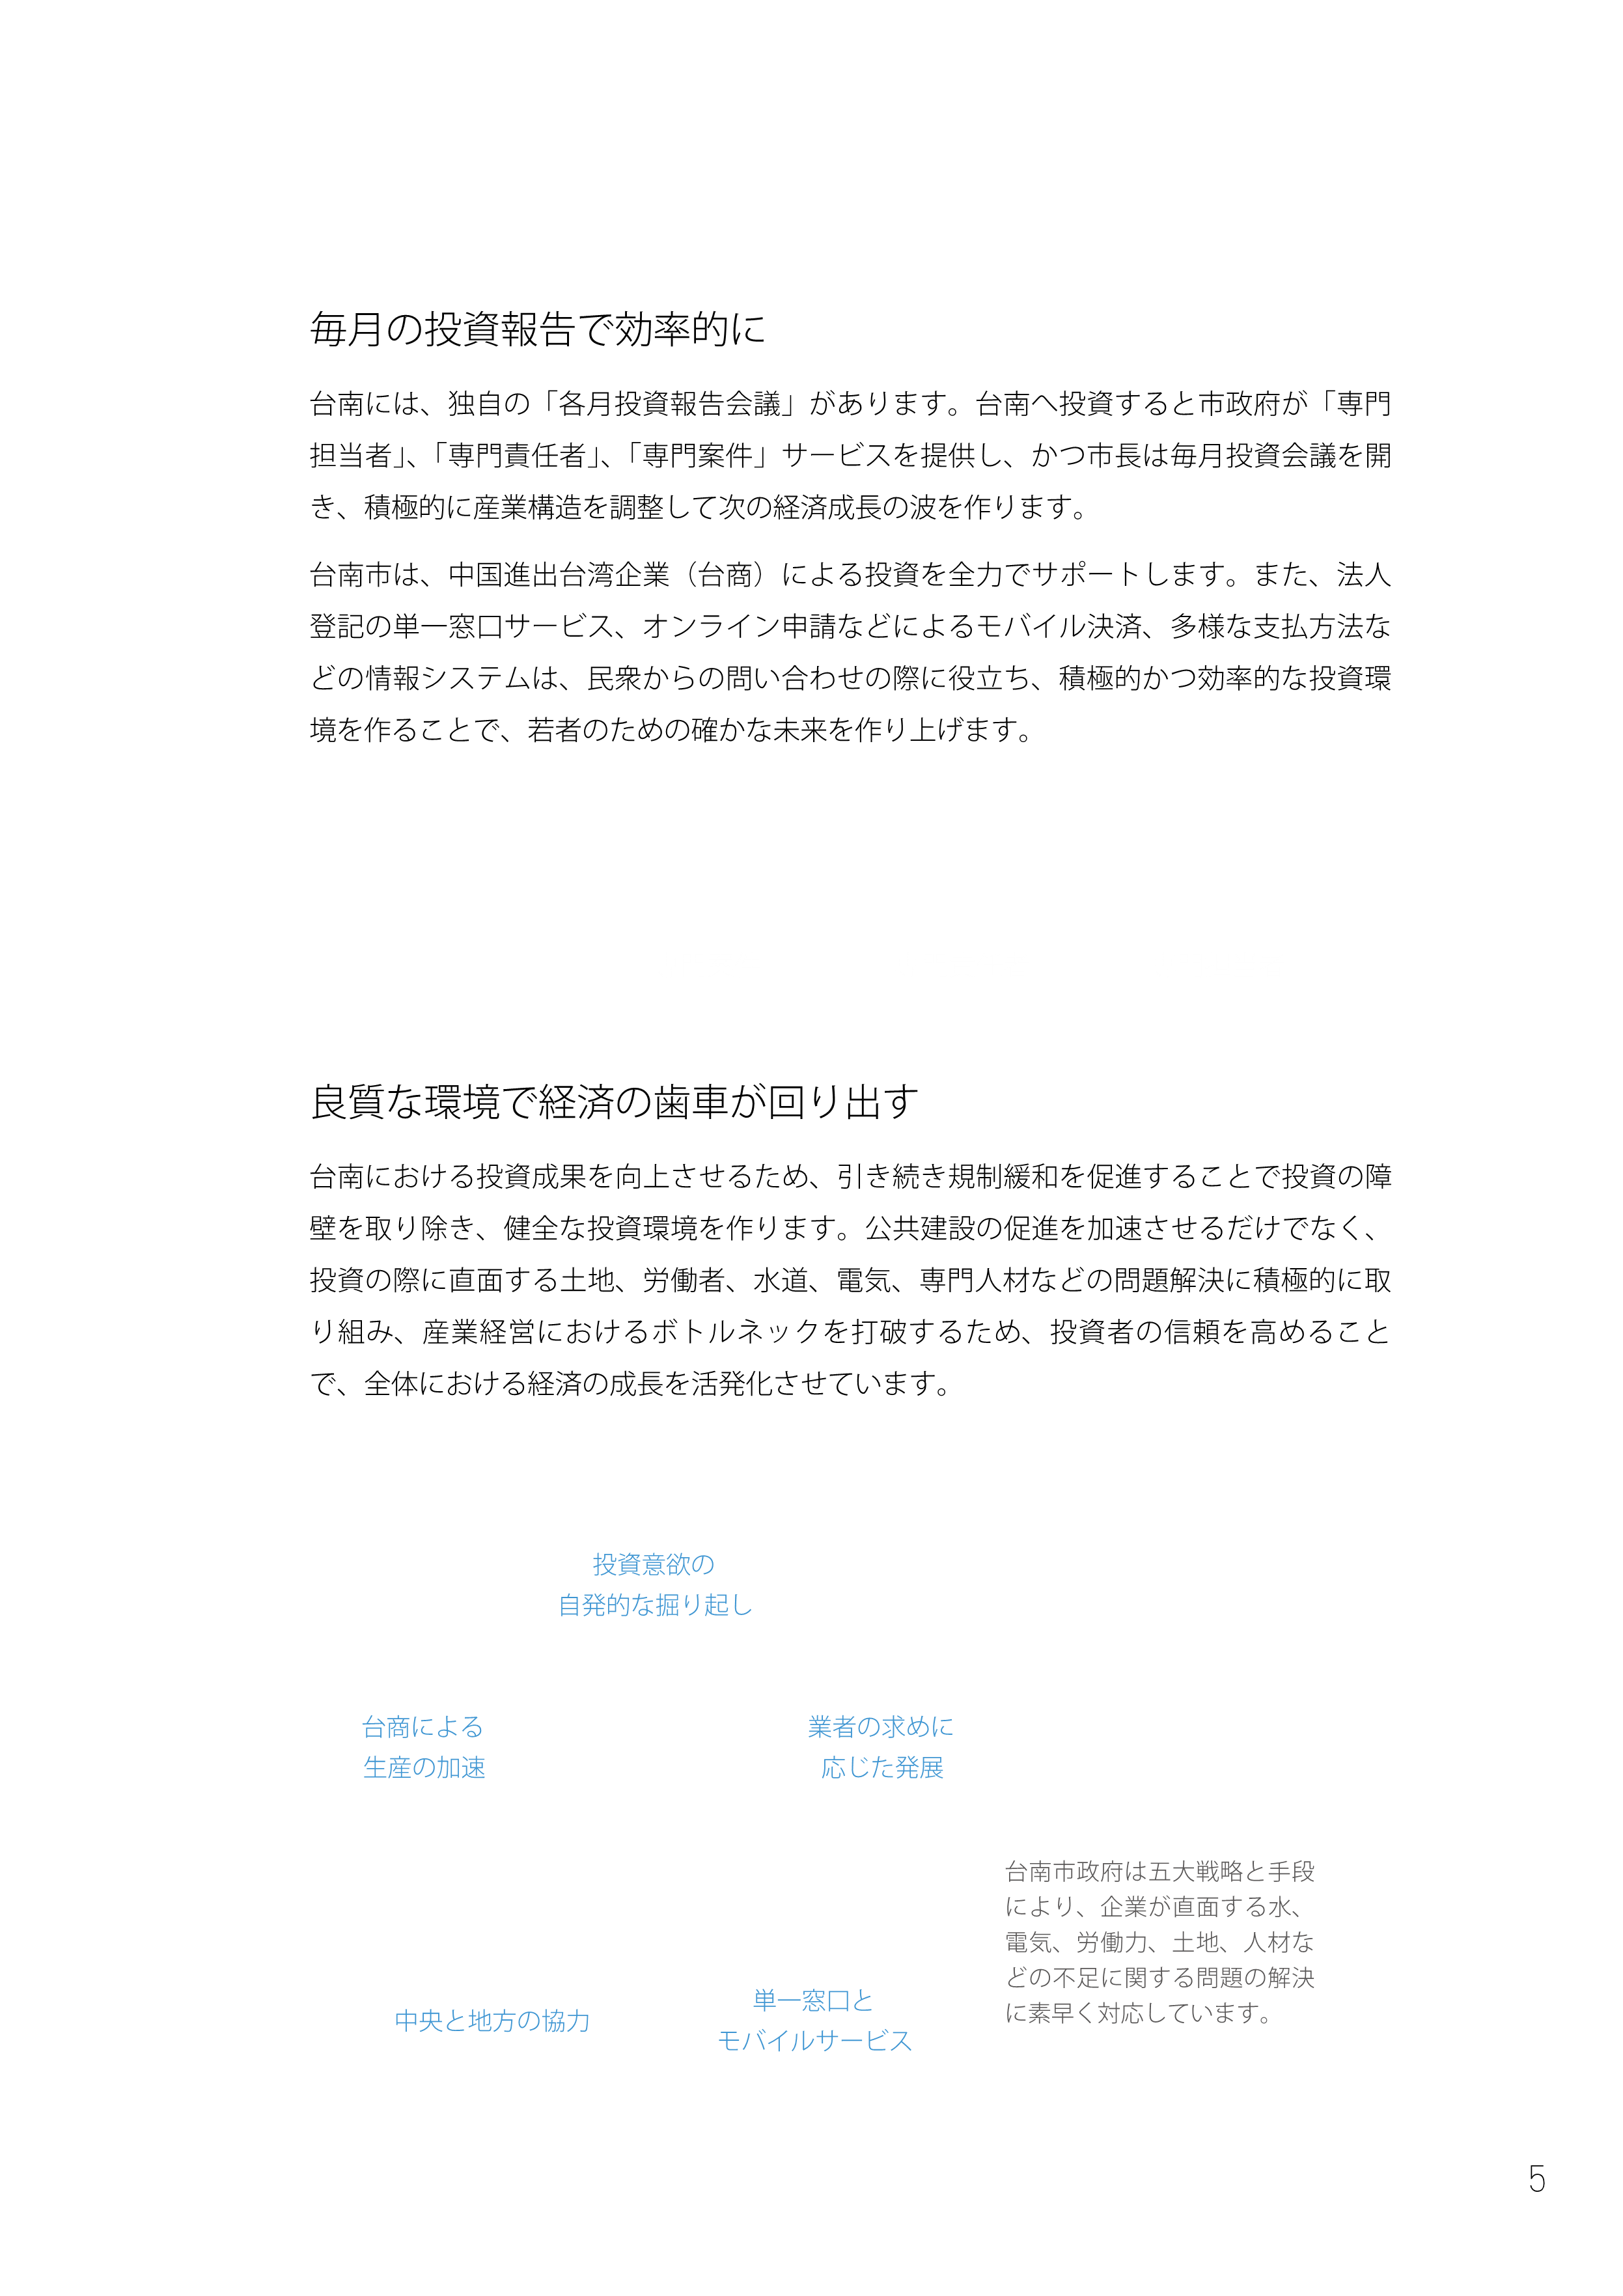 毎月の投資報告で効率的に
台南には、独自の「各月投資報告会議」があります。台南へ投資すると市政府が「専門
担当者」、「専門責任者」、「専門案件」サービスを提供し、かつ市長は毎月投資会議を開
き、積極的に産業構造を調整して次の経済成長の波を作ります。
台南市は、中国進出台湾企業（台商）による投資を全力でサポートします。また、法人
登記の単一窓口サービス、オンライン申請などによるモバイル決済、多様な支払方法な
どの情報システムは、民衆からの問い合わせの際に役立ち、積極的かつ効率的な投資環
境を作ることで、若者のための確かな未来を作り上げます。
良質な環境で経済の歯車が回り出す
台南における投資成果を向上させるため、引き続き規制緩和を促進することで投資の障
壁を取り除き、健全な投資環境を作ります。公共建設の促進を加速させるだけでなく、
投資の際に直面する土地、労働者、水道、電気、専門人材などの問題解決に積極的に取
り組み、産業経営におけるボトルネックを打破するため、投資者の信頼を高めること
で、全体における経済の成長を活発化させています。
投資意欲の
自発的な掘り起し
台商による
生産の加速
業者の求めに
応じた発展
中央と地方の協力
単一窓口と
モバイルサービス
台南市政府は五大戦略と手段
により、企業が直面する水、
電気、労働力、土地、人材な
どの不足に関する問題の解決
に素早く対応しています。
5